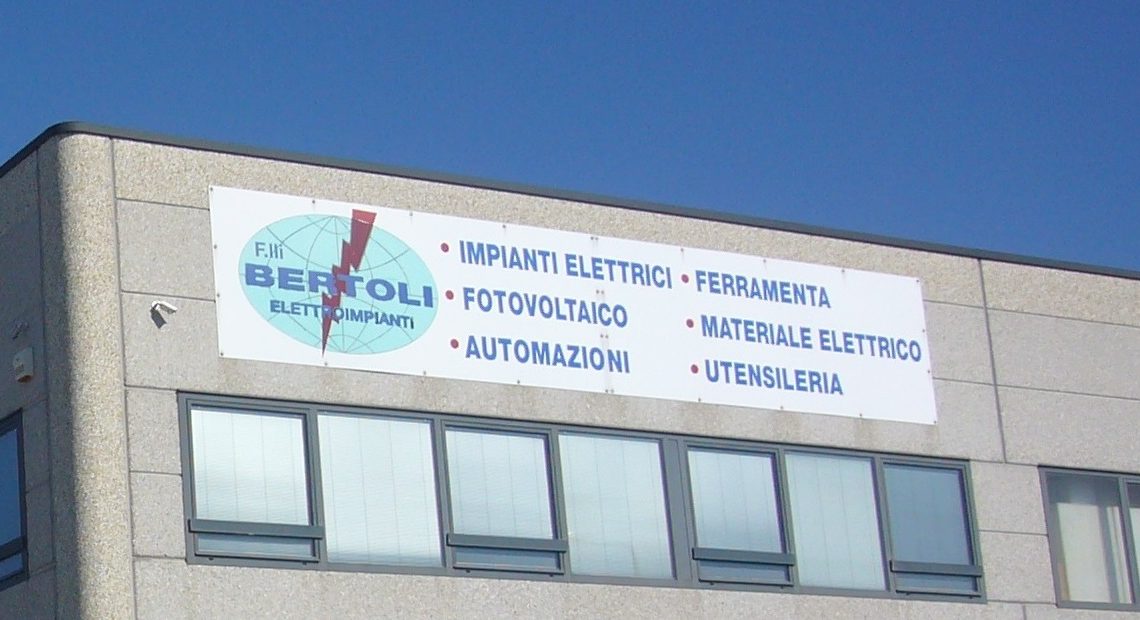 F.lli
BERTOLI
ELETTROIMPIANTI
• IMPIANTI ELETTRICI
• FOTOVOLTAICO
• AUTOMAZIONI
• FERRAMENTA
• MATERIALE ELETTRICO
• UTENSILERIA